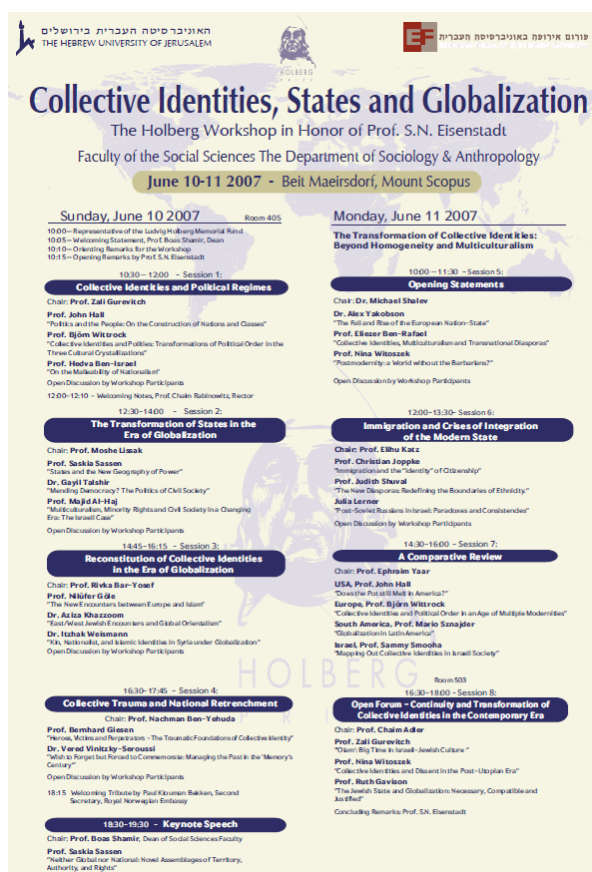 האוניברסיטה העברית בירושלים
THE HEBREW UNIVERSITY OF JERUSALEM
HOLBERG
PRIZE
EF
פורום אירופה באוניברסיטה העברית
Collective Identities, States and Globalization
The Holberg Workshop in Honor of Prof. S.N. Eisenstadt
Faculty of the Social Sciences The Department of Sociology & Anthropology
June 10-11 2007 - Beit Maeirsdorf, Mount Scopus
Sunday, June 10 2007 Room 405
10:00— Representative of the Ludvig Holberg Memorial Fund
10:05— Welcoming Statement, Prof. Boas Shamir, Dean
10:10— Orienting Remarks for the Workshop
10:15— Opening Remarks by Prof. S.N. Eisenstadt
10:30— 12:00 - Session 1:
Collective Identities and Political Regimes
Chair: Prof. Zali Gurevitch
Prof. John Hall
"Politics and the People: On the Construction of Nations and Classes"
Prof. Björn Wittrock
"Collective Identities and Polities: Transformations of Political Order in the
Three Cultural Crystallizations"
Prof. Hedva Ben-Israel
"On the Malleability of Nationalism"
Open Discussion by Workshop Participants
12:00-12:10 - Welcoming Notes, Prof. Chaim Rabinowitz, Rector
12:30-14:00 - Session 2:
The Transformation of States in the
Era of Globalization
Chair: Prof. Moshe Lissak
Prof. Saskia Sassen
"States and the New Geography of Power"
Dr. Gayil Talshir
"Mending Democracy? The Politics of Civil Society"
Prof. Majid Al-Haj
"Multiculturalism, Minority Rights and Civil Society in a Changing
Era: The Israeli Case"
Open Discussion by Workshop Participants
14:45-16:15 - Session 3:
Reconstitution of Collective Identities
in the Era of Globalization
Chair: Prof. Rivka Bar-Yosef
Prof. Nilüfer Göle
"The New Encounters between Europe and Islam"
Dr. Aziza Khazzoom
"East/West Jewish Encounters and Global Orientalism"
Dr. Itzhak Weismann
"Kin, Nationalist, and Islamic Identities in Syria under Globalization"
Open Discussion by Workshop Participants
16:30-17:45 - Session 4:
Collective Trauma and National Retrenchment
Chair: Prof. Nachman Ben-Yehuda
Prof. Bernhard Giesen
"Heroes, Victims and Perpetrators - The Traumatic Foundations of Collective Identity"
Dr. Vered Vinitzky-Seroussi
"Wish to Forget but Forced to Commemorate: Managing the Past in the 'Memory's
Century'"
Open Discussion by Workshop Participants
18:15 Welcoming Tribute by Paul Kiouman Bekken, Second
Secretary, Royal Norwegian Embassy
18:30-19:30 - Keynote Speech
Chair: Prof. Boas Shamir, Dean of Social Sciences Faculty
Prof. Saskia Sassen
"Neither Global nor National: Novel Assemblages of Territory,
Authority, and Rights"
Monday, June 11 2007
The Transformation of Collective Identities:
Beyond Homogeneity and Multiculturalism
10:00 — 11:30 - Session 5:
Opening Statements
Chair: Dr. Michael Shalev
Dr. Alex Yakobson
"The Fall and Rise of the European Nation-State"
Prof. Eliezer Ben-Rafael
"Collective Identities, Multiculturalism and Transnational Diasporas"
Prof. Nina Witoszek
"Postmodernity: a World without the Barbarians?"
Open Discussion by Workshop Participants
12:00-13:30- Session 6:
Immigration and Crises of Integration
of the Modern State
Chair: Prof. Elihu Katz
Prof. Christian Joppke
"Immigration and the "Identity" of Citizenship"
Prof. Judith Shuval
"The New Diasporas: Redefining the Boundaries of Ethnicity."
Julia Lerner
"Post-Soviet Russians in Israel: Paradoxes and Consistencies"
Open Discussion by Workshop Participants
14:30-16:00 - Session 7:
A Comparative Review
Chair: Prof. Ephraim Yaar
USA, Prof. John Hall
"Does the Pot still Melt in America?"
Europe, Prof. Björn Wittrock
"Collective Identities and Political Order in an Age of Multiple Modernities"
South America, Prof. Mario Sznajder
"Globalization in Latin America"
Israel, Prof. Sammy Smooha
"Mapping Out Collective Identities in Israeli Society"
Room 503
16:30-18:00 - Session 8:
Open Forum - Continuity and Transformation of
Collective Identities in the Contemporary Era
Chair: Prof. Chaim Adler
Prof. Zali Gurevitch
"Olam: Big Time in Israeli-Jewish Culture "
Prof. Nina Witoszek
"Collective Identities and Dissent in the Post-Utopian Era"
Prof. Ruth Gavison
"The Jewish State and Globalization: Necessary, Compatible and
Justified"
Concluding Remarks: Prof. S.N. Eisenstadt
HOLBERG
PRIZE